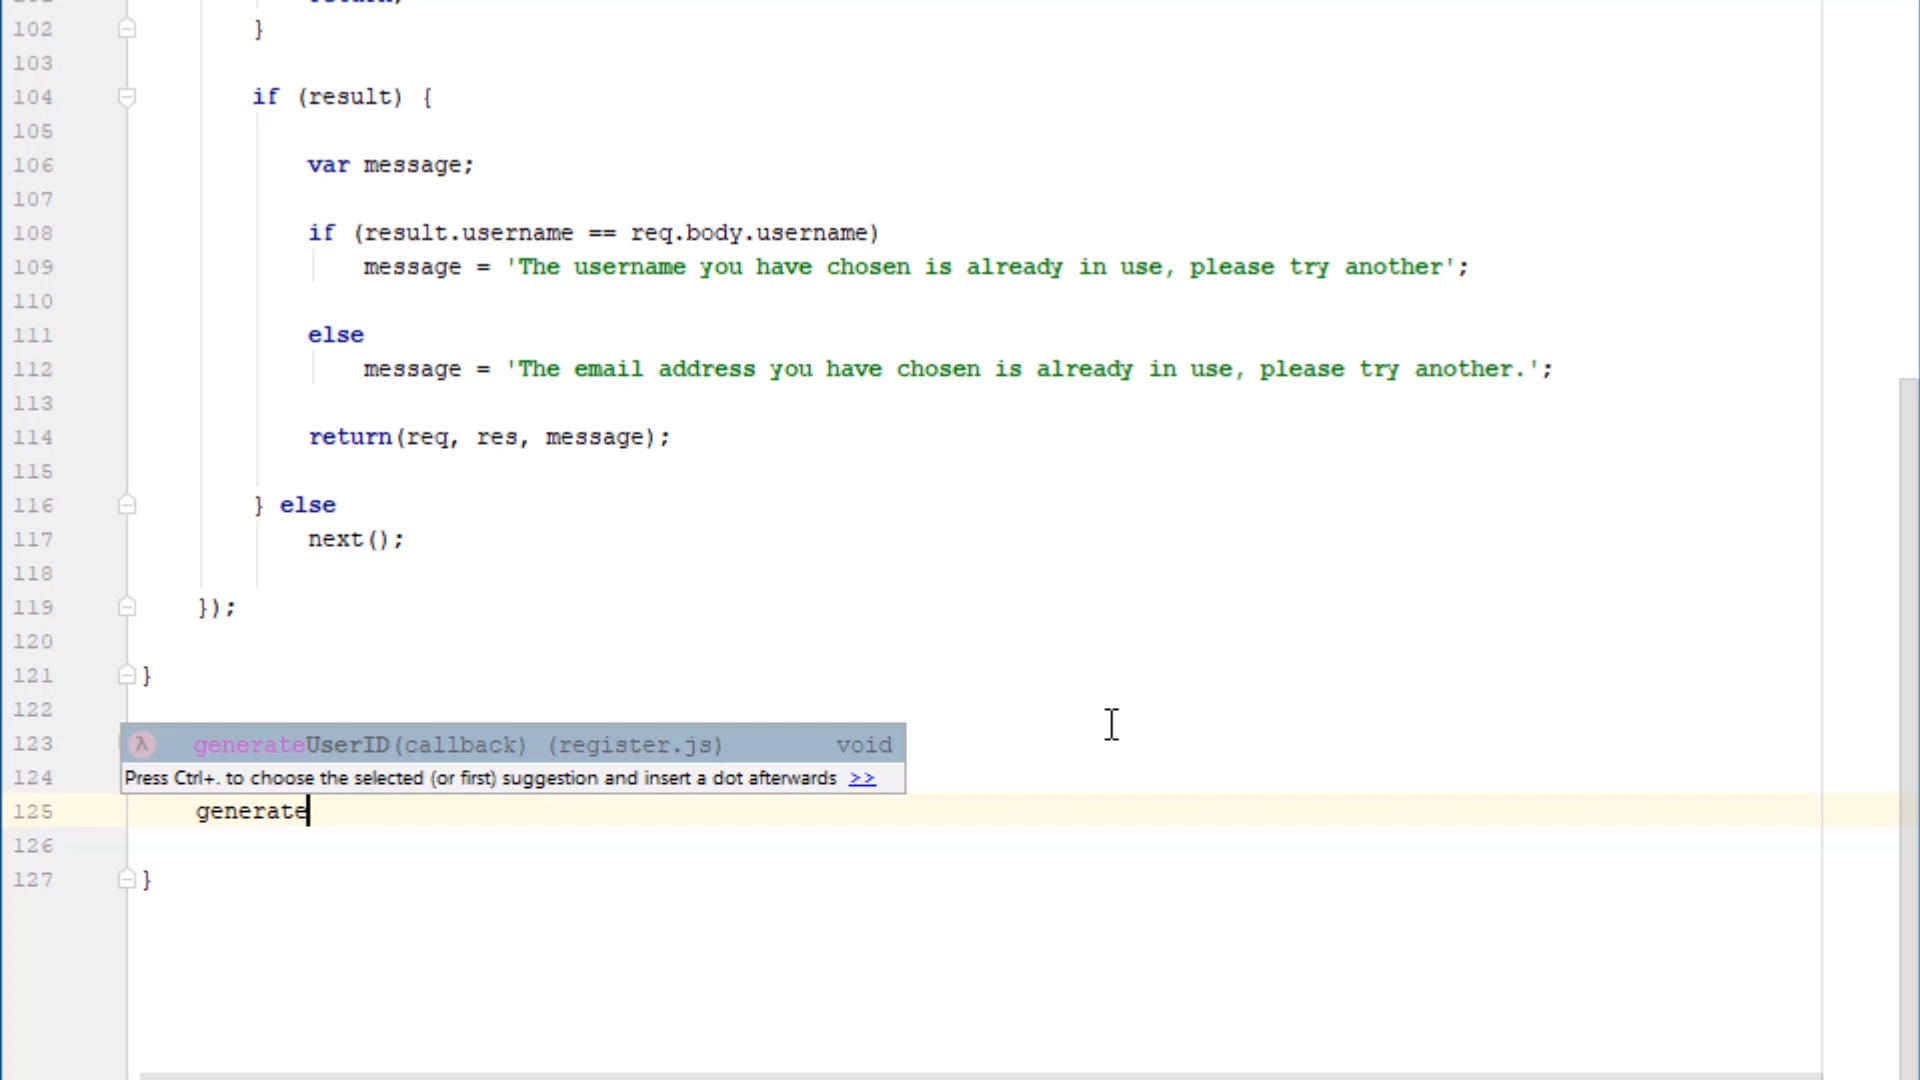 102 }
103
104 if (result) {
105
106 var message;
107
108 if (result.username == req.body.username)
109 message = 'The username you have chosen is already in use, please try another';
110
111 else
112 message = 'The email address you have chosen is already in use, please try another.';
113
114 return(req, res, message);
115
116 } else
117 next();
118
119 });
120
121 }
122
123 generateUserID(callback) (register.js) void
124 Press Ctrl+. to choose the selected (or first) suggestion and insert a dot afterwards >>
125 generate
126
127 }